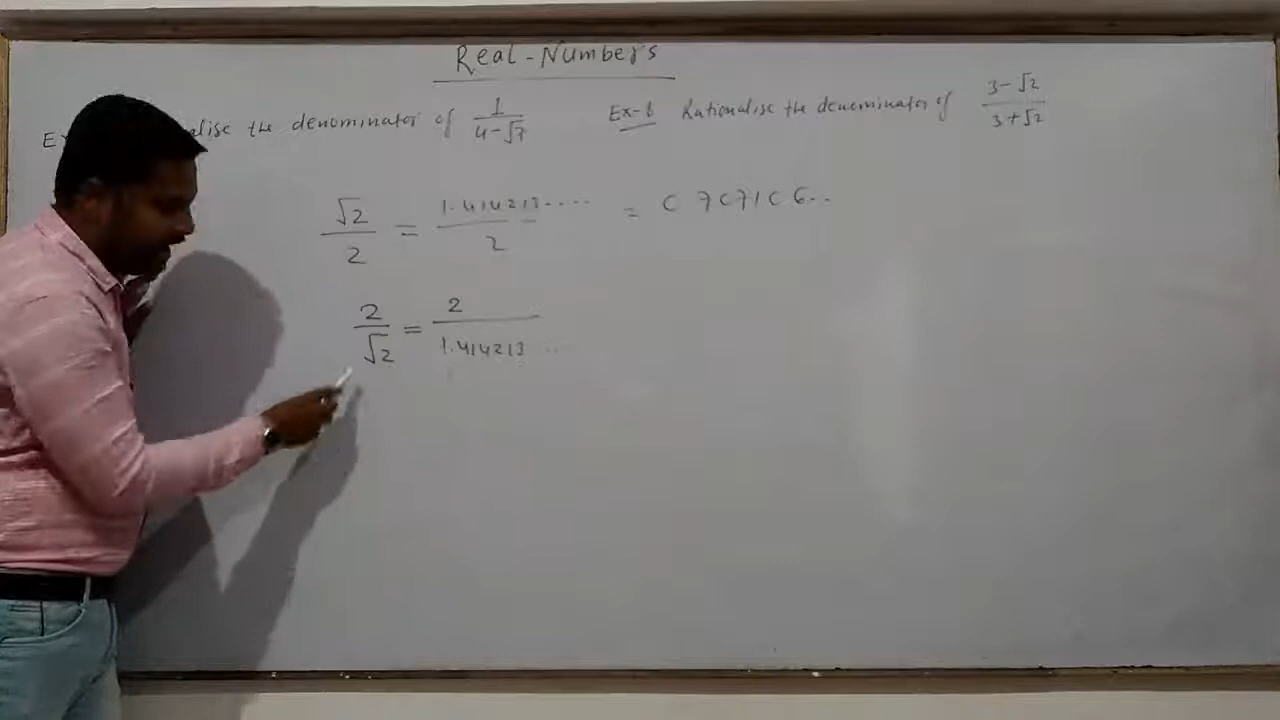 Real-Numbers
alise the denominator of 1/(4-√7)
Ex-6 Rationalise the denominator of (3-√2)/(3+√2)
√2/2 = 1.414213..... / 2 = 0 70710 6..
2/√2 = 2 / 1.414213 ....